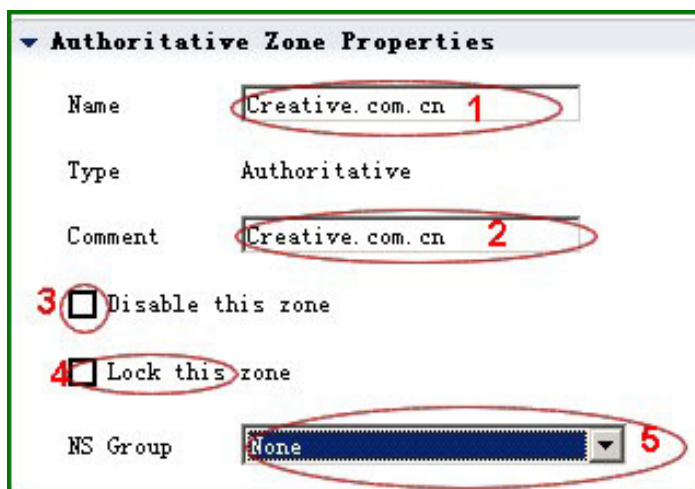 Authoritative Zone Properties
Name Creative.com.cn 1
Type Authoritative
Comment Creative.com.cn 2
3 Disable this zone
4 Lock this zone
NS Group None 5